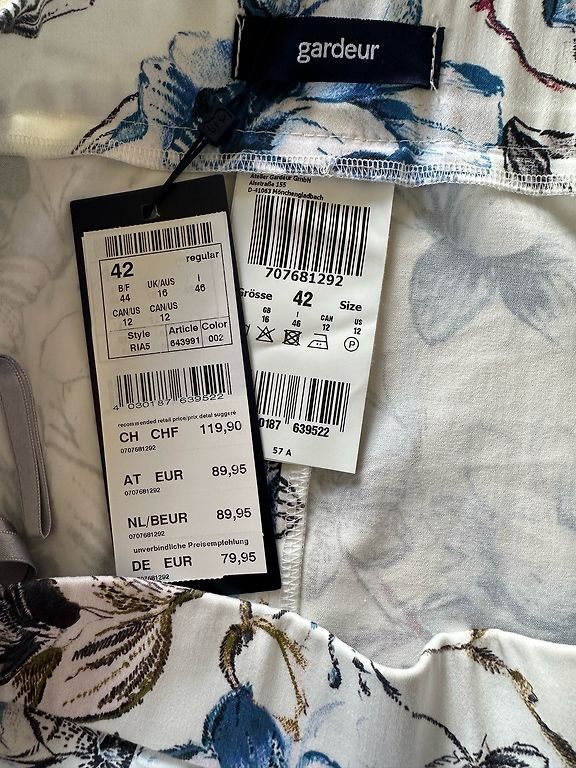 gardeur
Atelier Gardeur GmbH
Alsstraße 155
D-41063 Mönchengladbach
707681292
Grösse 42 Size
GB I CAN US
16 46 12 12
P
639522
57 A
42 regular
B/F UK/AUS I
44 16 46
CAN/US CAN/US
12 12
Style Article Color
RIA5 643991 002
4 030187 639522
recommended retail price/prix détail suggéré
CH CHF 119,90
0707681292
AT EUR 89,95
0707681292
NL/BEUR 89,95
0707681292
unverbindliche Preisempfehlung
DE EUR 79,95
0707681292